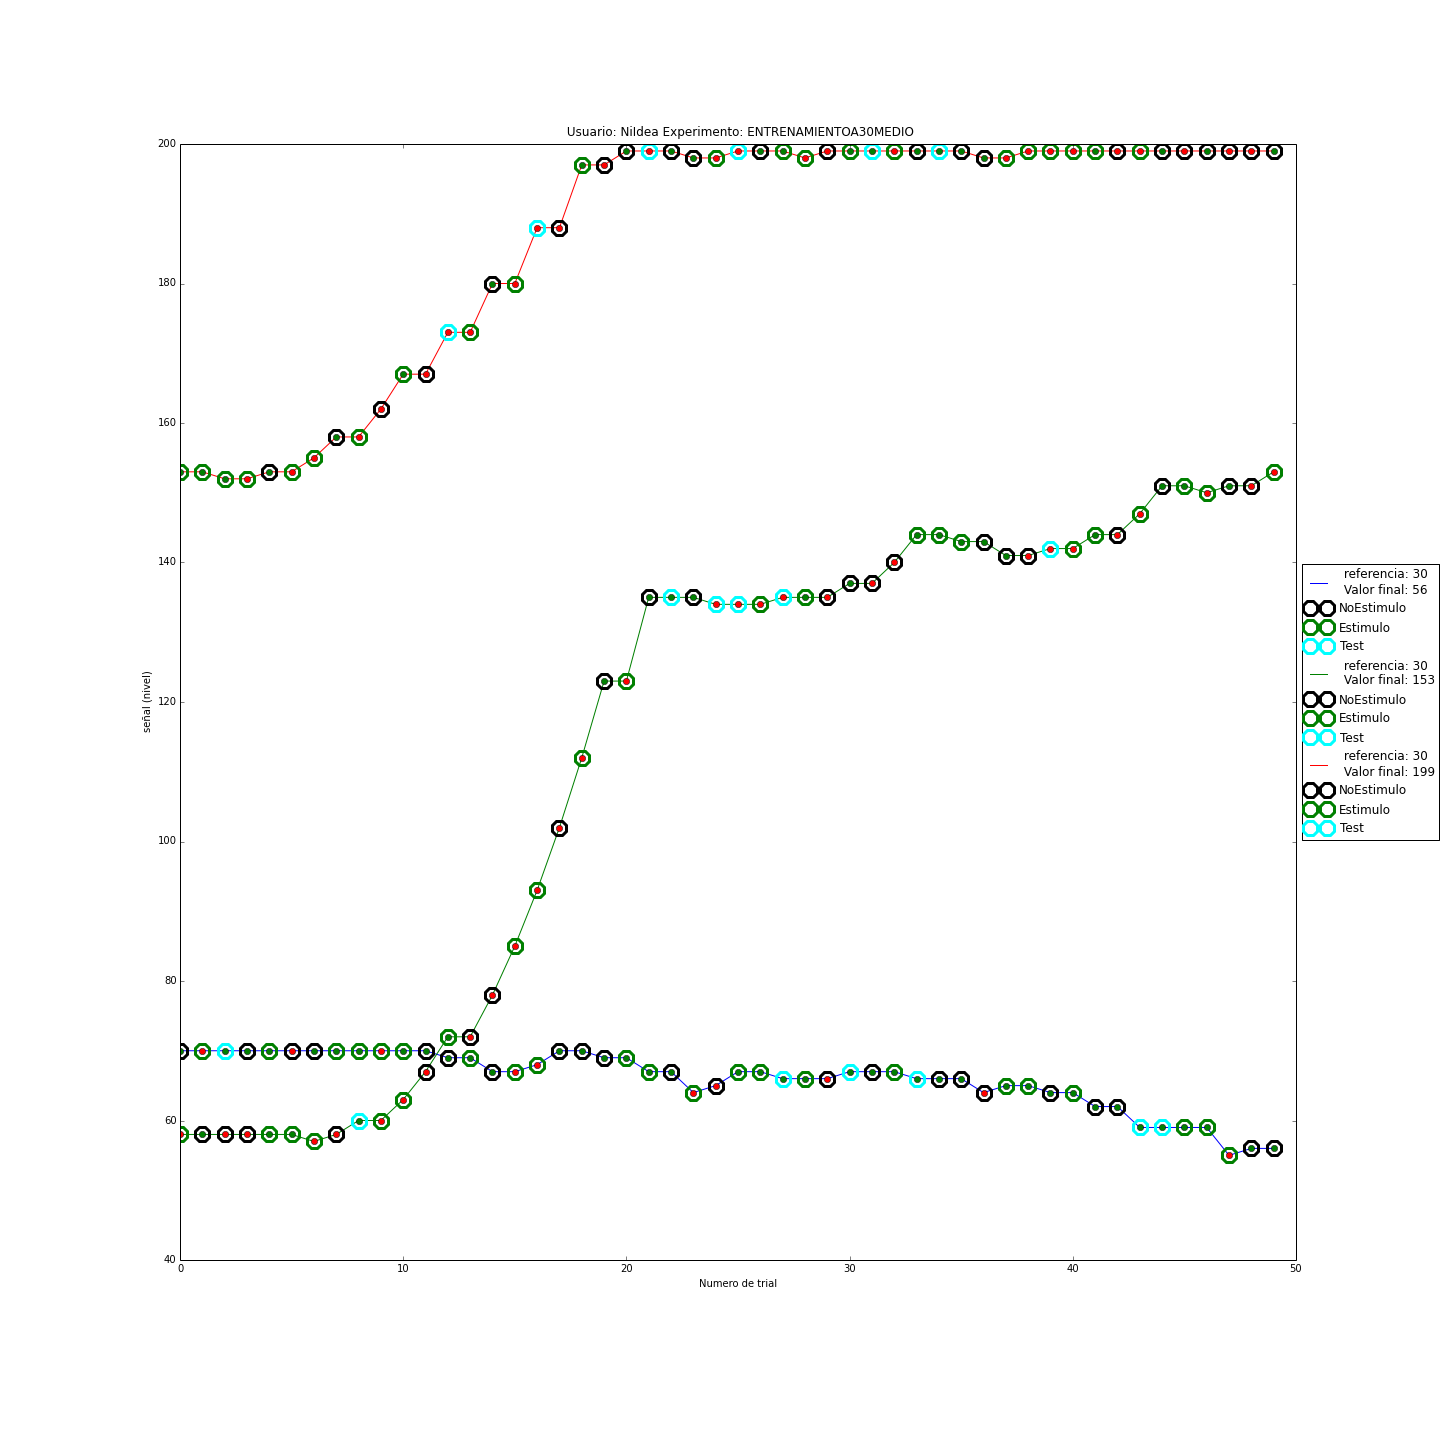 Usuario: NiIdea Experimento: ENTRENAMIENTOA30MEDIO
200
180
160
140
120
100
80
60
40
señal (nivel)
0 10 20 30 40 50
Numero de trial
referencia: 30
Valor final: 56
NoEstimulo
Estimulo
Test
referencia: 30
Valor final: 153
NoEstimulo
Estimulo
Test
referencia: 30
Valor final: 199
NoEstimulo
Estimulo
Test